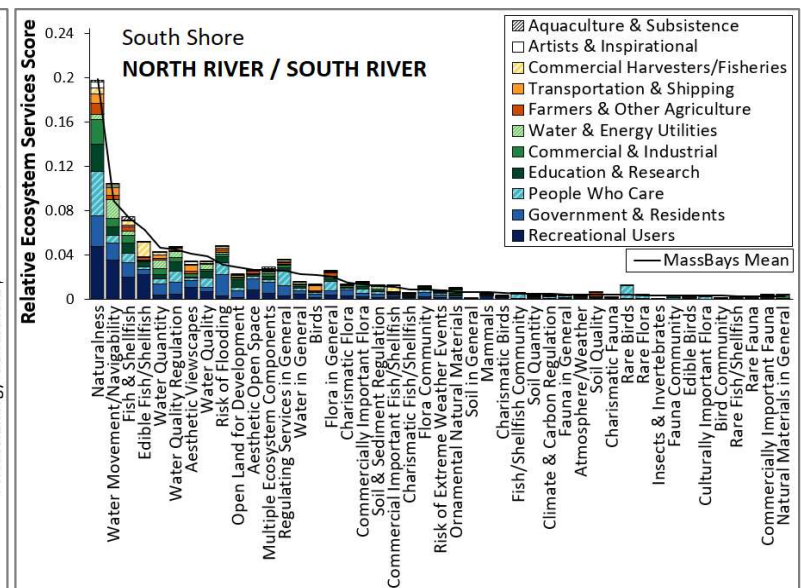 Relative Ecosystem Services Score
0.24
0.2
0.16
0.12
0.08
0.04
0
South Shore
NORTH RIVER / SOUTH RIVER
Aquaculture & Subsistence
Artists & Inspirational
Commercial Harvesters/Fisheries
Transportation & Shipping
Farmers & Other Agriculture
Water & Energy Utilities
Commercial & Industrial
Education & Research
People Who Care
Government & Residents
Recreational Users
MassBays Mean
Naturalness
Water Movement/Navigability
Fish & Shellfish
Edible Fish/Shellfish
Water Quantity
Water Quality Regulation
Aesthetic Viewscapes
Water Quality
Risk of Flooding
Open Land for Development
Aesthetic Open Space
Multiple Ecosystem Components
Regulating Services in General
Water in General
Birds
Flora in General
Charismatic Flora
Commercially Important Flora
Soil & Sediment Regulation
Commercial Important Fish/Shellfish
Charismatic Fish/Shellfish
Flora Community
Risk of Extreme Weather Events
Ornamental Natural Materials
Soil in General
Mammals
Charismatic Birds
Fish/Shellfish Community
Soil Quantity
Climate & Carbon Regulation
Fauna in General
Atmosphere/Weather
Soil Quality
Charismatic Fauna
Rare Birds
Rare Flora
Insects & Invertebrates
Fauna Community
Edible Birds
Culturally Important Flora
Bird Community
Rare Fish/Shellfish
Rare Fauna
Commercially Important Fauna
Natural Materials in General